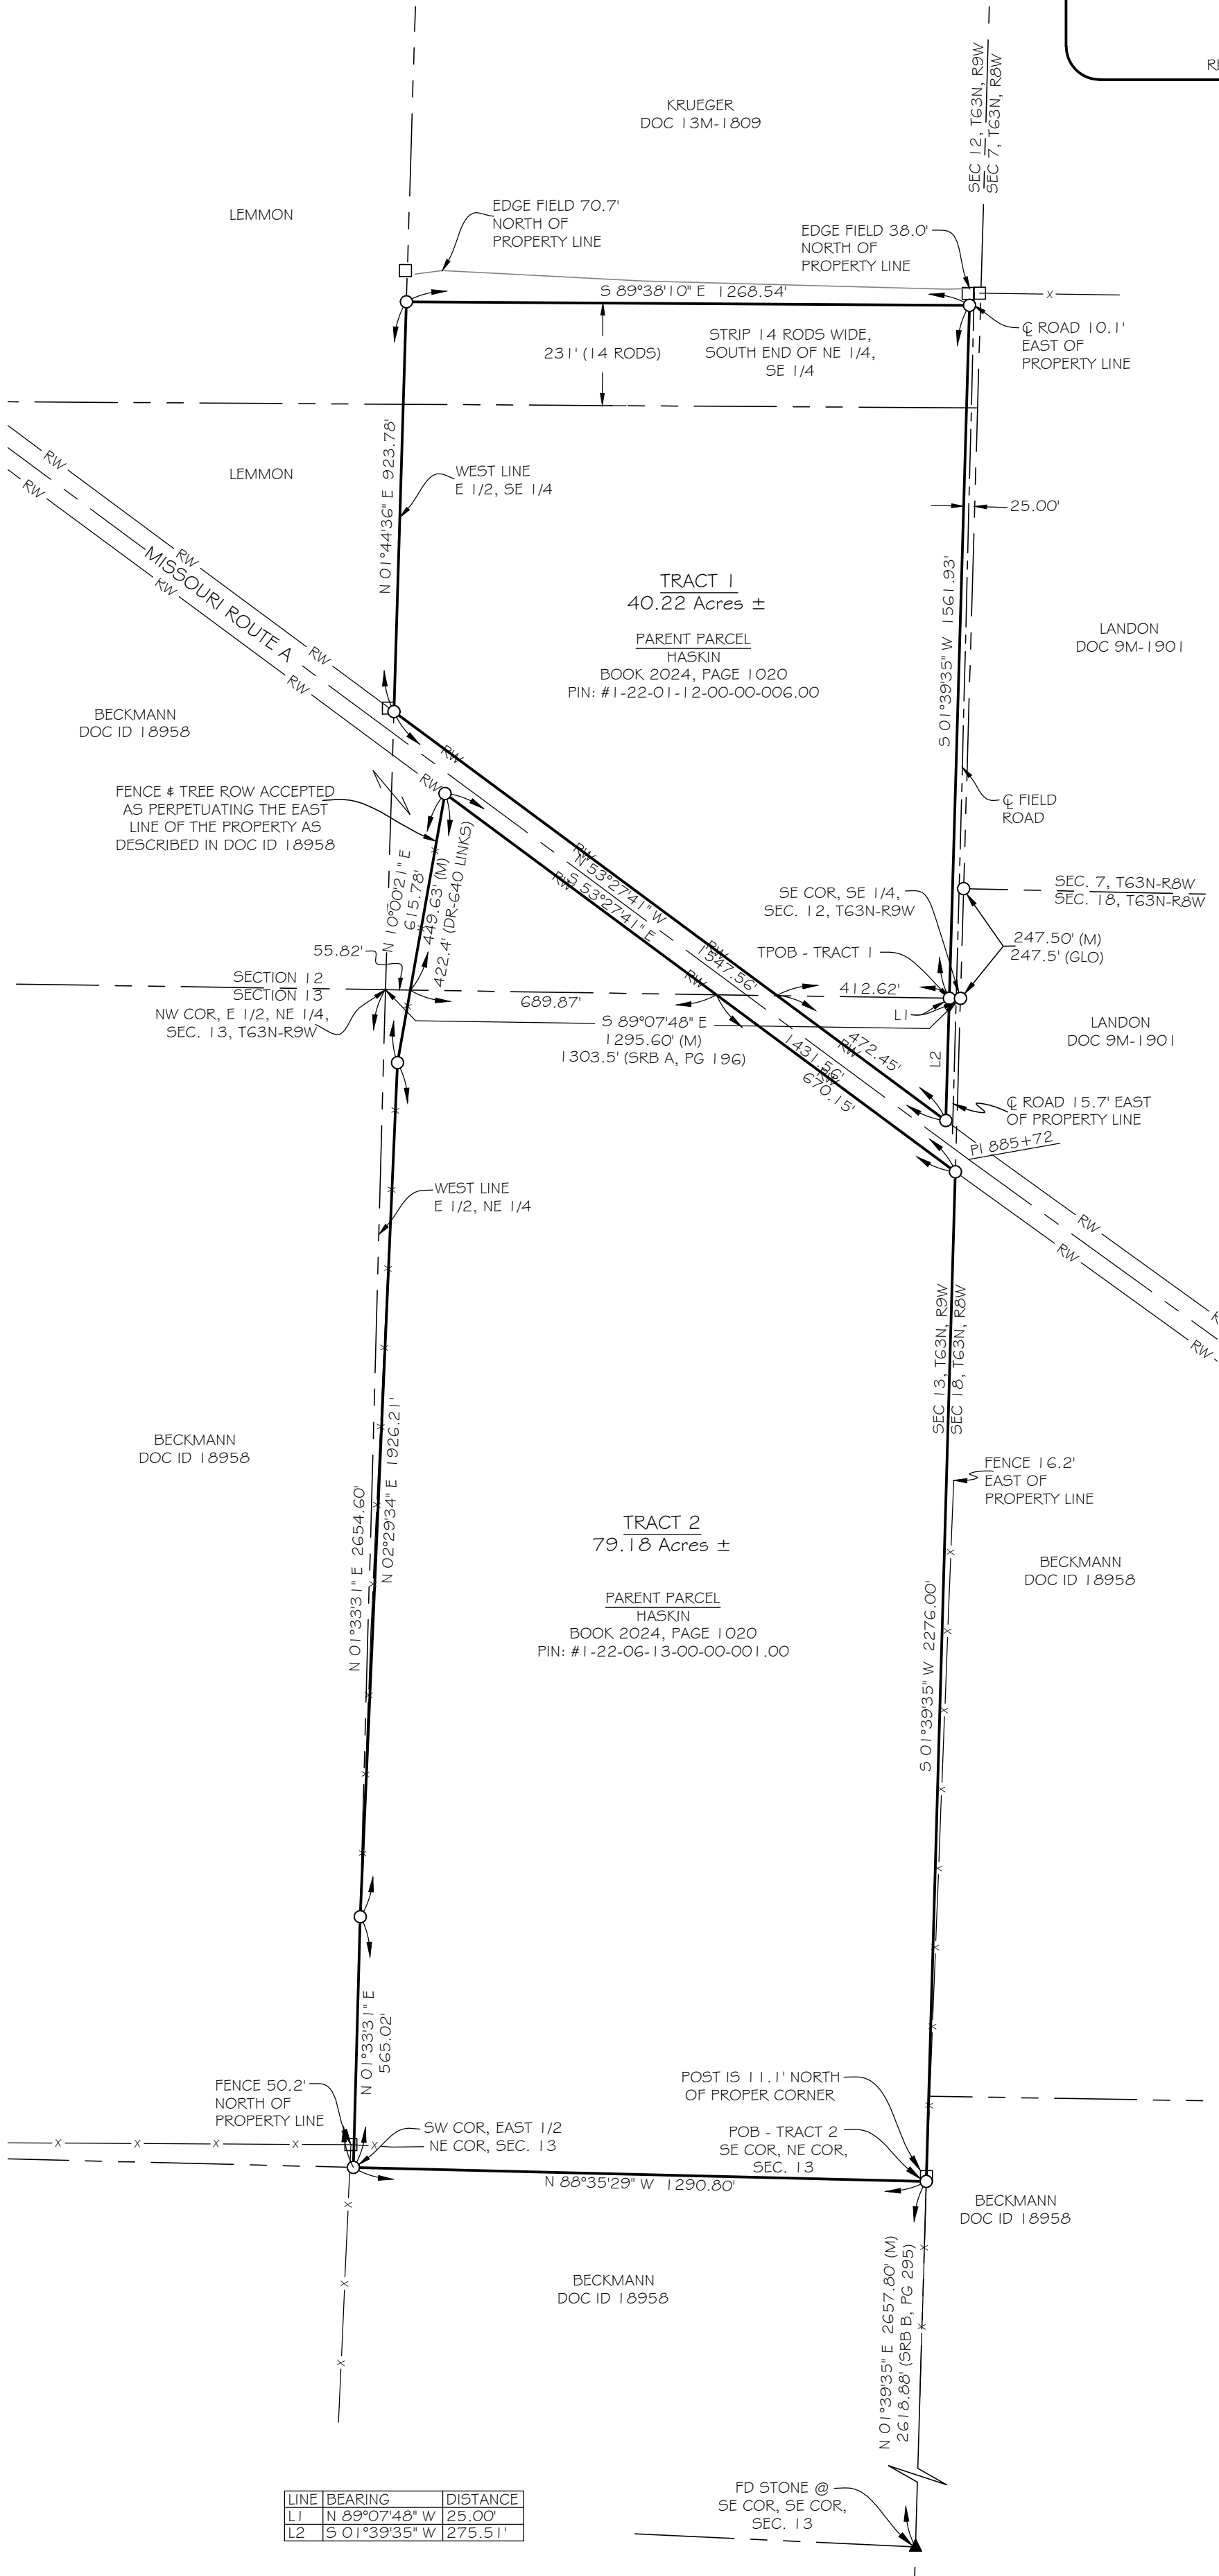 RE
SEC 12, T63N, R9W
SEC 7, T63N, R8W
KRUEGER
DOC 13M-1809
LEMMON
EDGE FIELD 70.7'
NORTH OF
PROPERTY LINE
EDGE FIELD 38.0'
NORTH OF
PROPERTY LINE
S 89°38'10" E 1268.54'
℄ ROAD 10.1'
EAST OF
PROPERTY LINE
231' (14 RODS)
STRIP 14 RODS WIDE,
SOUTH END OF NE 1/4,
SE 1/4
N 01°44'36" E 923.78'
LEMMON
WEST LINE
E 1/2, SE 1/4
25.00'
RW
RW
RW
RW
MISSOURI ROUTE A
RW
RW
TRACT 1
40.22 Acres ±
PARENT PARCEL
HASKIN
BOOK 2024, PAGE 1020
PIN: #1-22-01-12-00-00-006.00
S 01°39'35" W 1561.93'
LANDON
DOC 9M-1901
BECKMANN
DOC ID 18958
RW
RW
FENCE & TREE ROW ACCEPTED
AS PERPETUATING THE EAST
LINE OF THE PROPERTY AS
DESCRIBED IN DOC ID 18958
℄ FIELD
ROAD
N 10°00'21" E
615.78'
449.63' (M)
422.4' (DR-640 LINKS)
RW
N 53°27'41" W
1547.56'
RW
S 53°27'41" E
1431.56'
RW
RW
SE COR, SE 1/4,
SEC. 12, T63N-R9W
SEC. 7, T63N-R8W
SEC. 18, T63N-R8W
247.50' (M)
247.5' (GLO)
TPOB - TRACT 1
55.82'
SECTION 12
SECTION 13
NW COR, E 1/2, NE 1/4,
SEC. 13, T63N-R9W
689.87'
412.62'
L1
S 89°07'48" E
1295.60' (M)
1303.5' (SRB A, PG 196)
LANDON
DOC 9M-1901
472.45'
RW
RW
670.15'
L2
℄ ROAD 15.7' EAST
OF PROPERTY LINE
PI 885+72
WEST LINE
E 1/2, NE 1/4
RW
RW
RW
SEC 13, T63N, R9W
SEC 18, T63N, R8W
BECKMANN
DOC ID 18958
N 01°33'31" E 2654.60'
N 02°29'34" E 1926.21'
FENCE 16.2'
EAST OF
PROPERTY LINE
TRACT 2
79.18 Acres ±
PARENT PARCEL
HASKIN
BOOK 2024, PAGE 1020
PIN: #1-22-06-13-00-00-001.00
BECKMANN
DOC ID 18958
S 01°39'35" W 2276.00'
N 01°33'31" E
565.02'
FENCE 50.2'
NORTH OF
PROPERTY LINE
SW COR, EAST 1/2
NE COR, SEC. 13
POST IS 11.1' NORTH
OF PROPER CORNER
POB - TRACT 2
SE COR, NE COR,
SEC. 13
N 88°35'29" W 1290.80'
BECKMANN
DOC ID 18958
BECKMANN
DOC ID 18958
N 01°39'35" E 2657.80' (M)
2618.88' (SRB B, PG 295)
FD STONE @
SE COR, SE COR,
SEC. 13
LINE BEARING DISTANCE
L1 N 89°07'48" W 25.00'
L2 S 01°39'35" W 275.51'